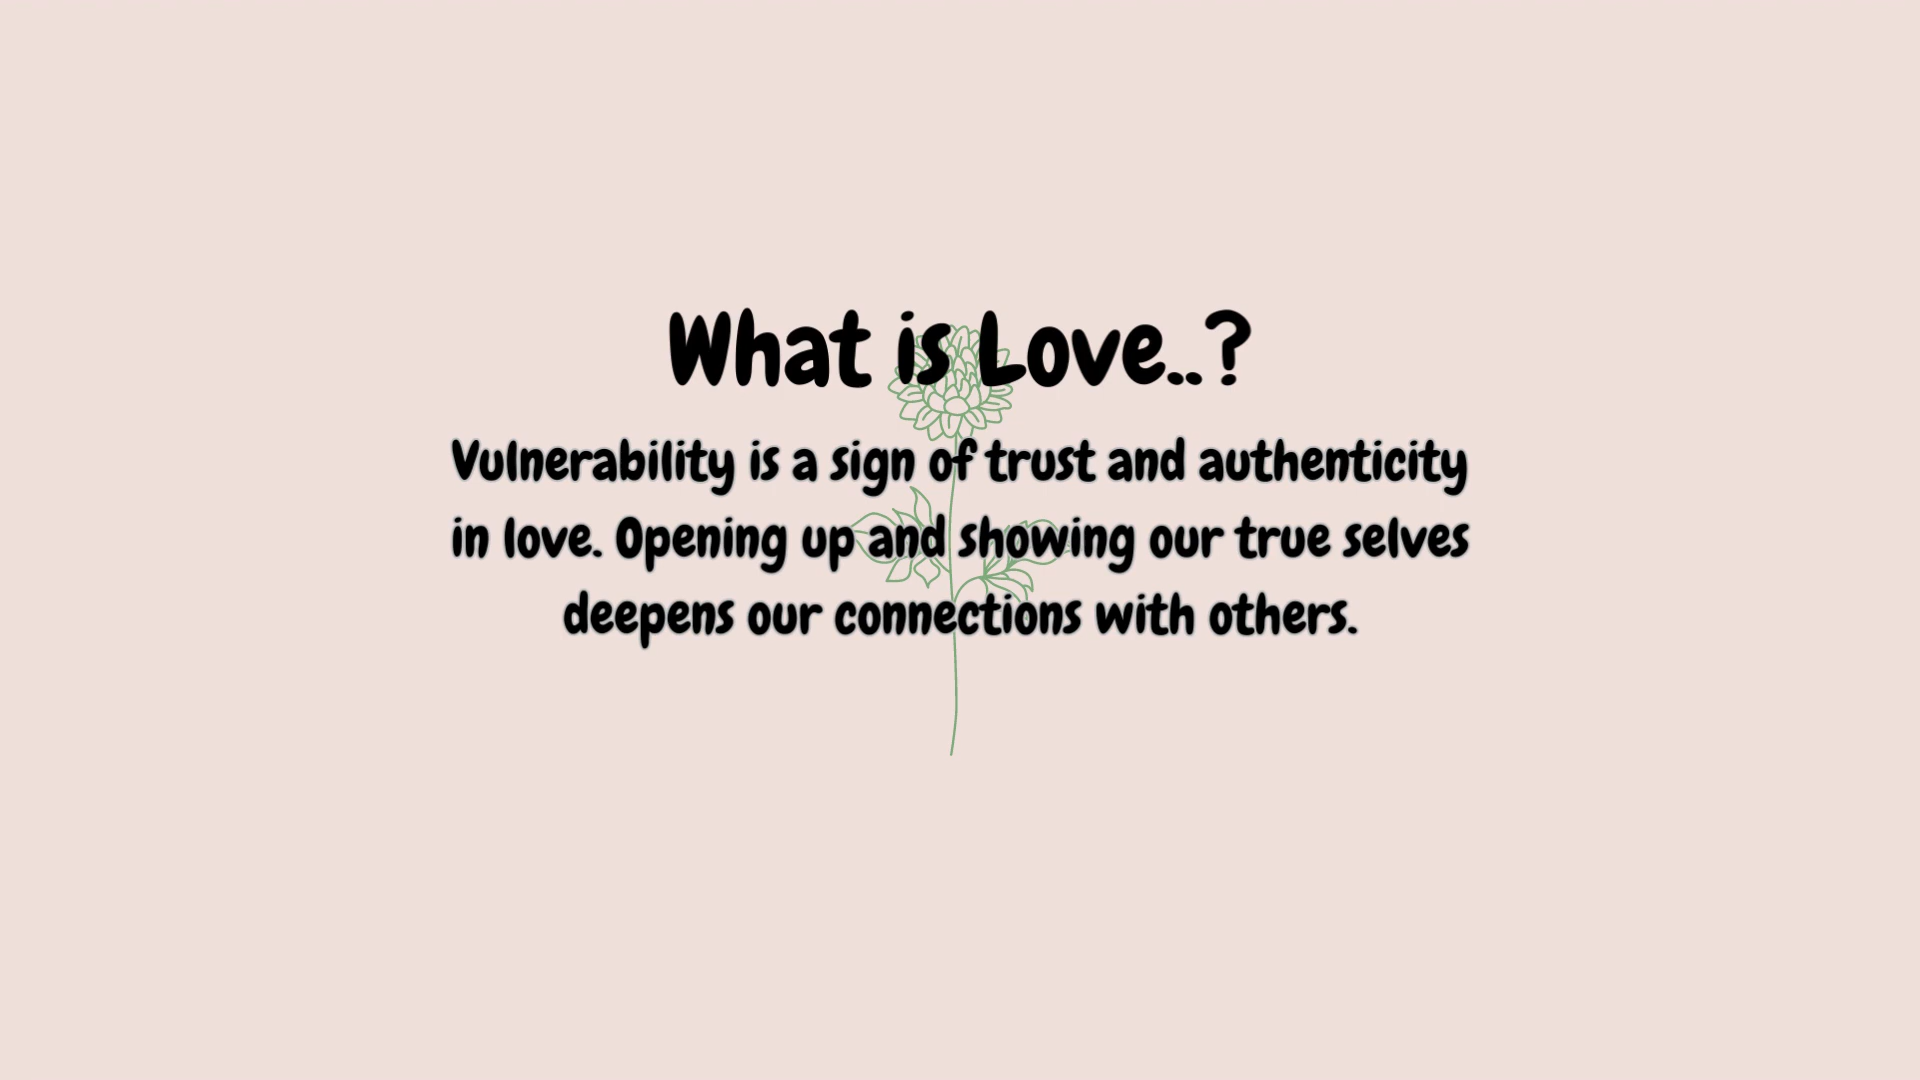 What is Love..?
Vulnerability is a sign of trust and authenticity
in love. Opening up and showing our true selves
deepens our connections with others.